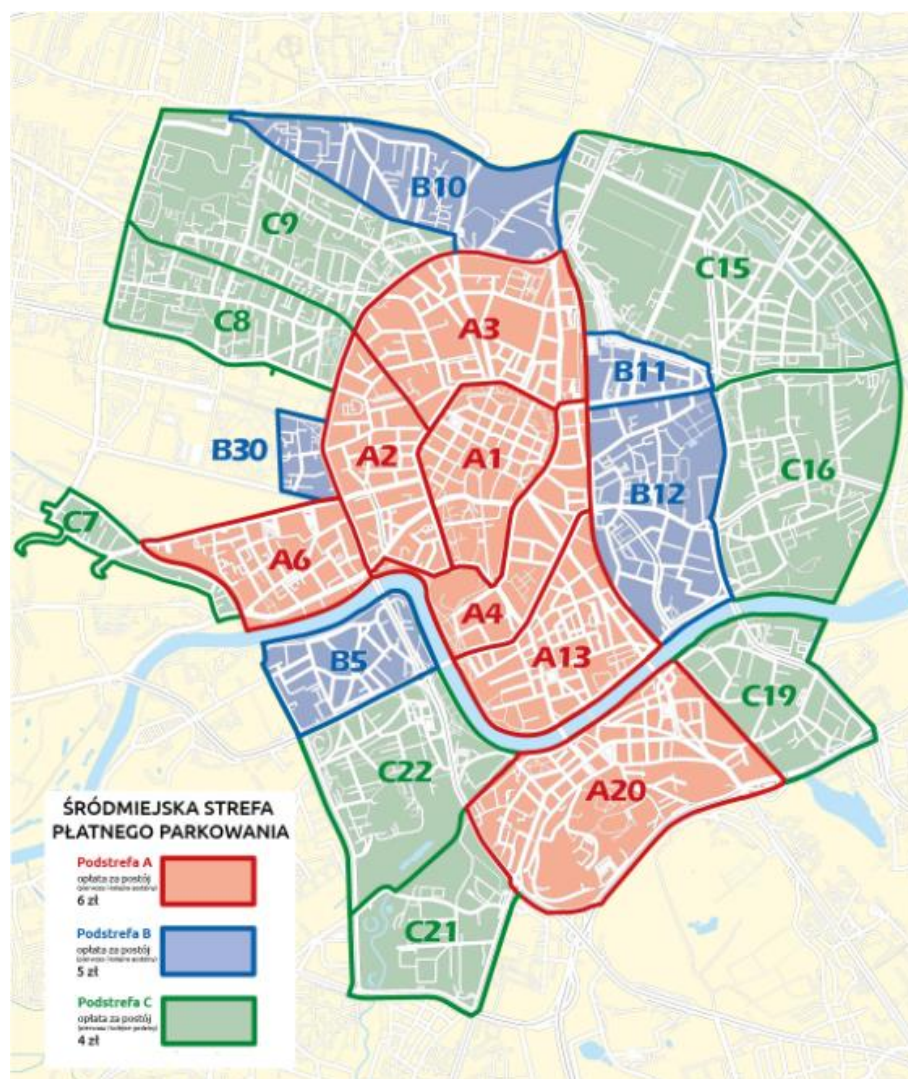 B10
C9
C15
C8
A3
B11
B30
A2
A1
C16
B12
C7
A6
A4
B5
A13
C19
C22
A20
C21
ŚRÓDMIEJSKA STREFA
PŁATNEGO PARKOWANIA
Podstrefa A
opłata za postój
6 zł
Podstrefa B
opłata za postój
5 zł
Podstrefa C
opłata za postój
4 zł